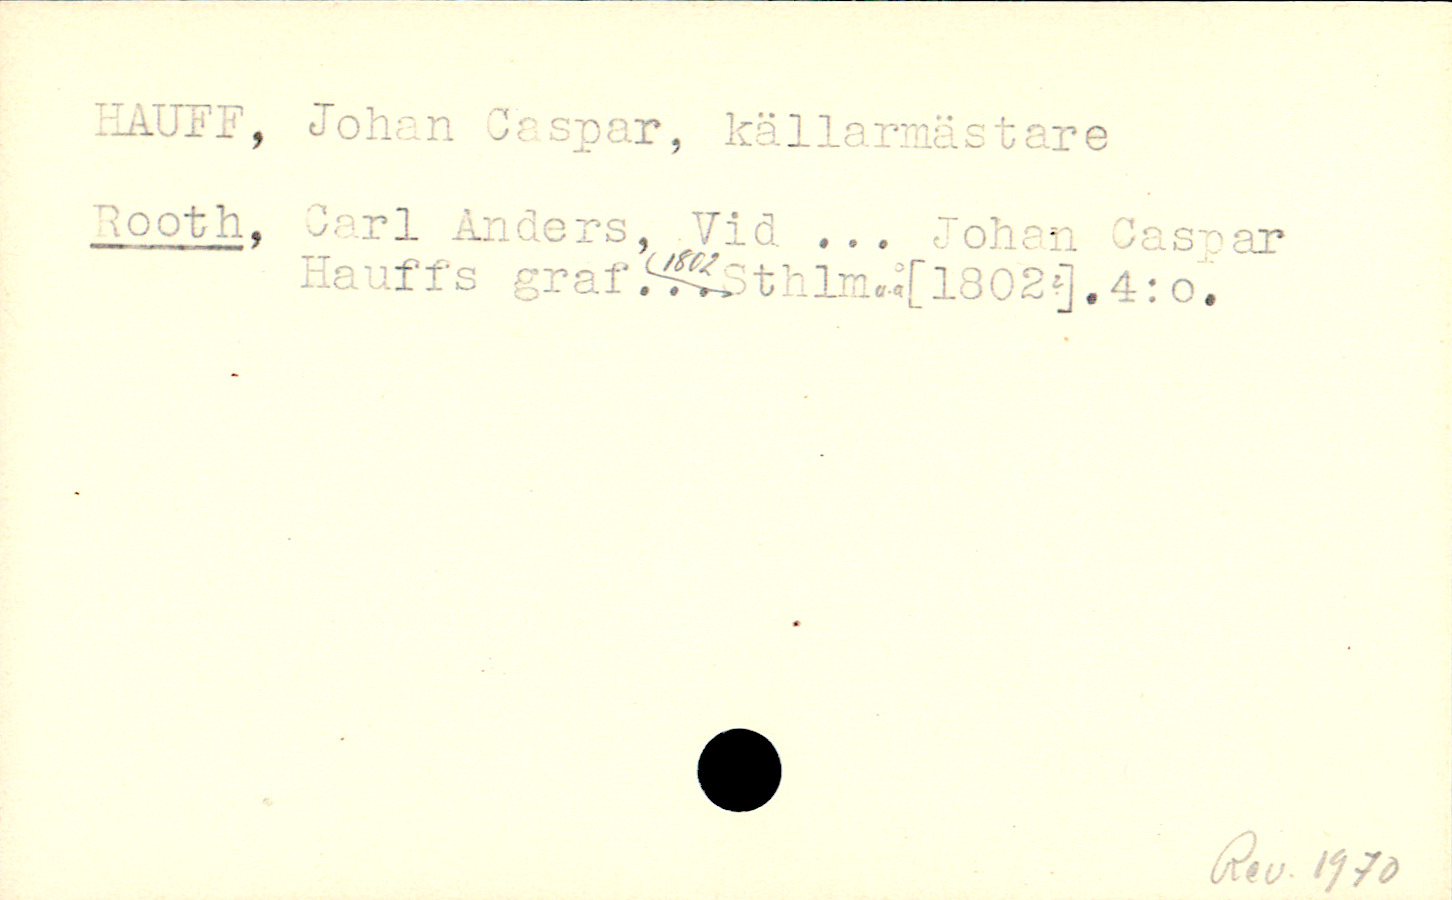 HAUFF, Johan Caspar, källarmästare
Rooth, Carl Anders, Vid ... Johan Caspar
1802
Hauffs graf... Sthlm u.å [1802]. 4:o.
Rev. 1970